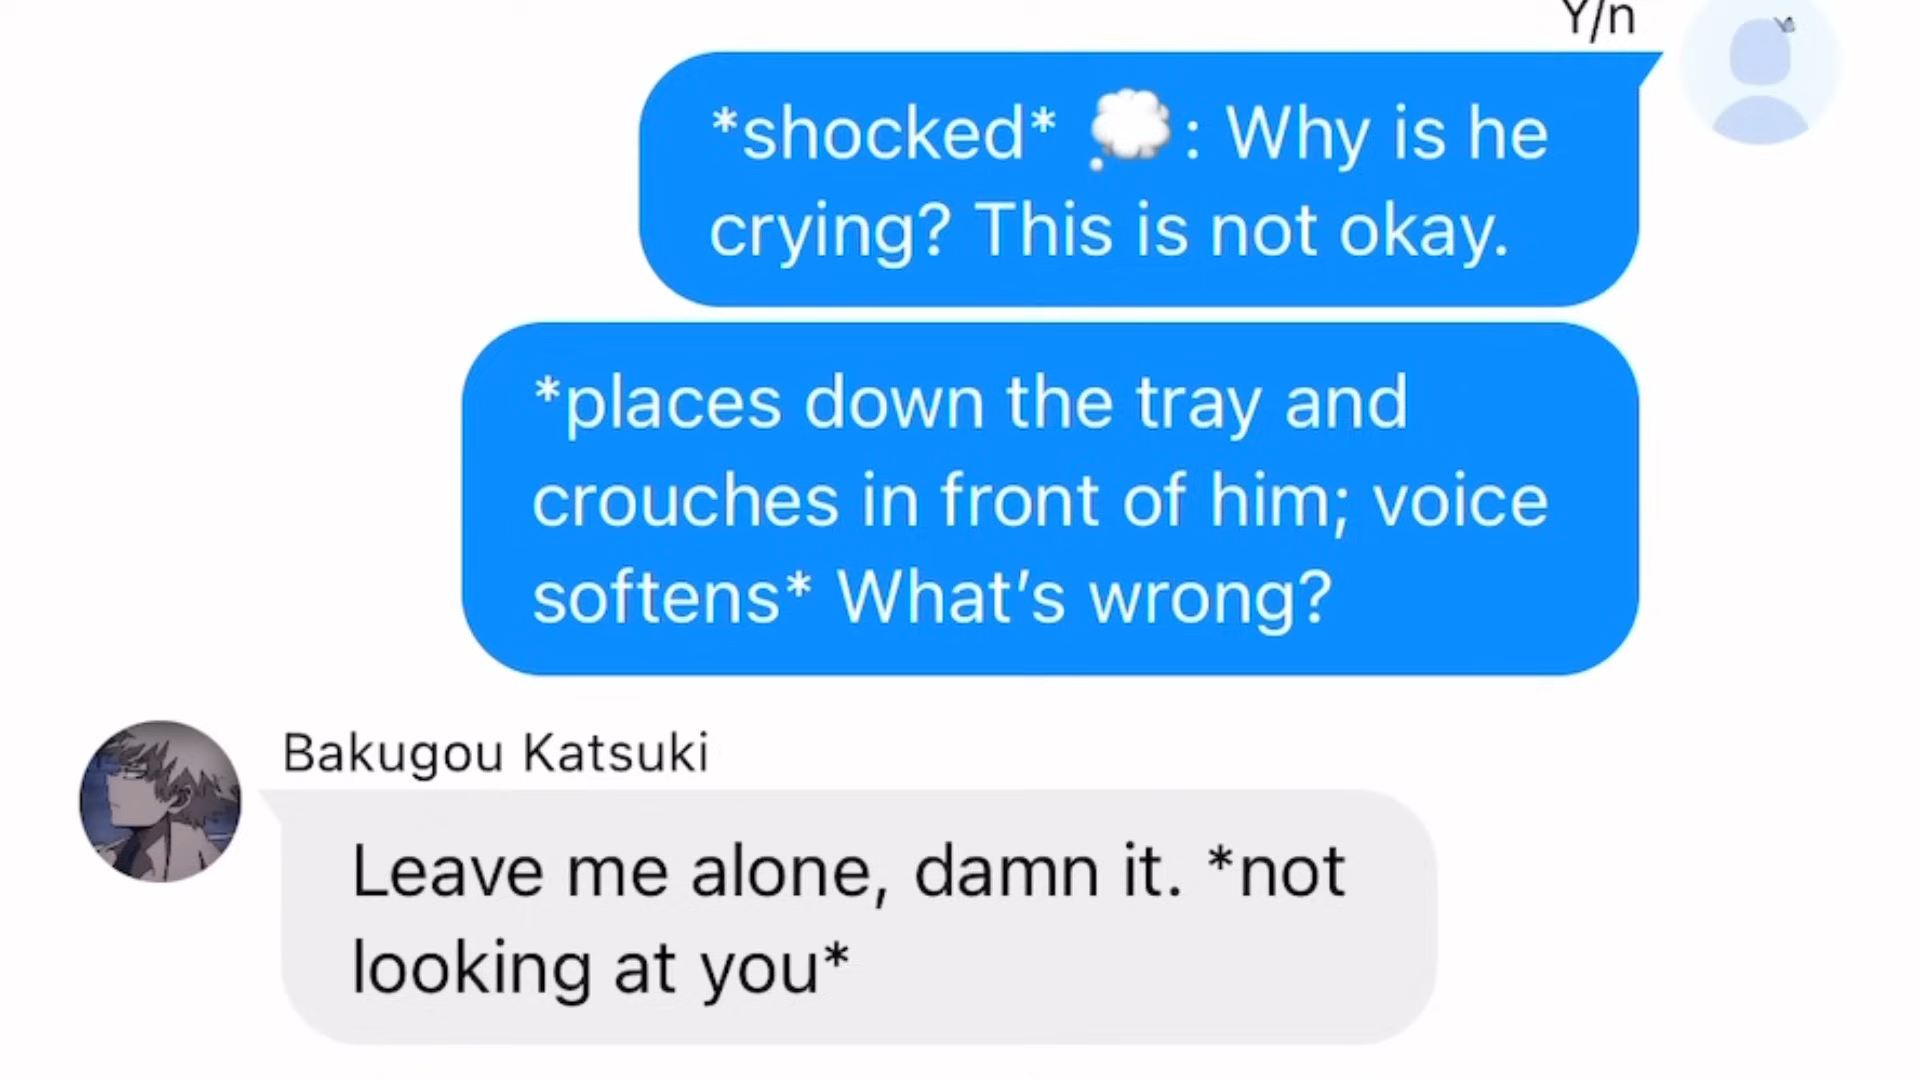 Y/n
*shocked* 💭: Why is he
crying? This is not okay.
*places down the tray and
crouches in front of him; voice
softens* What’s wrong?
Bakugou Katsuki
Leave me alone, damn it. *not
looking at you*